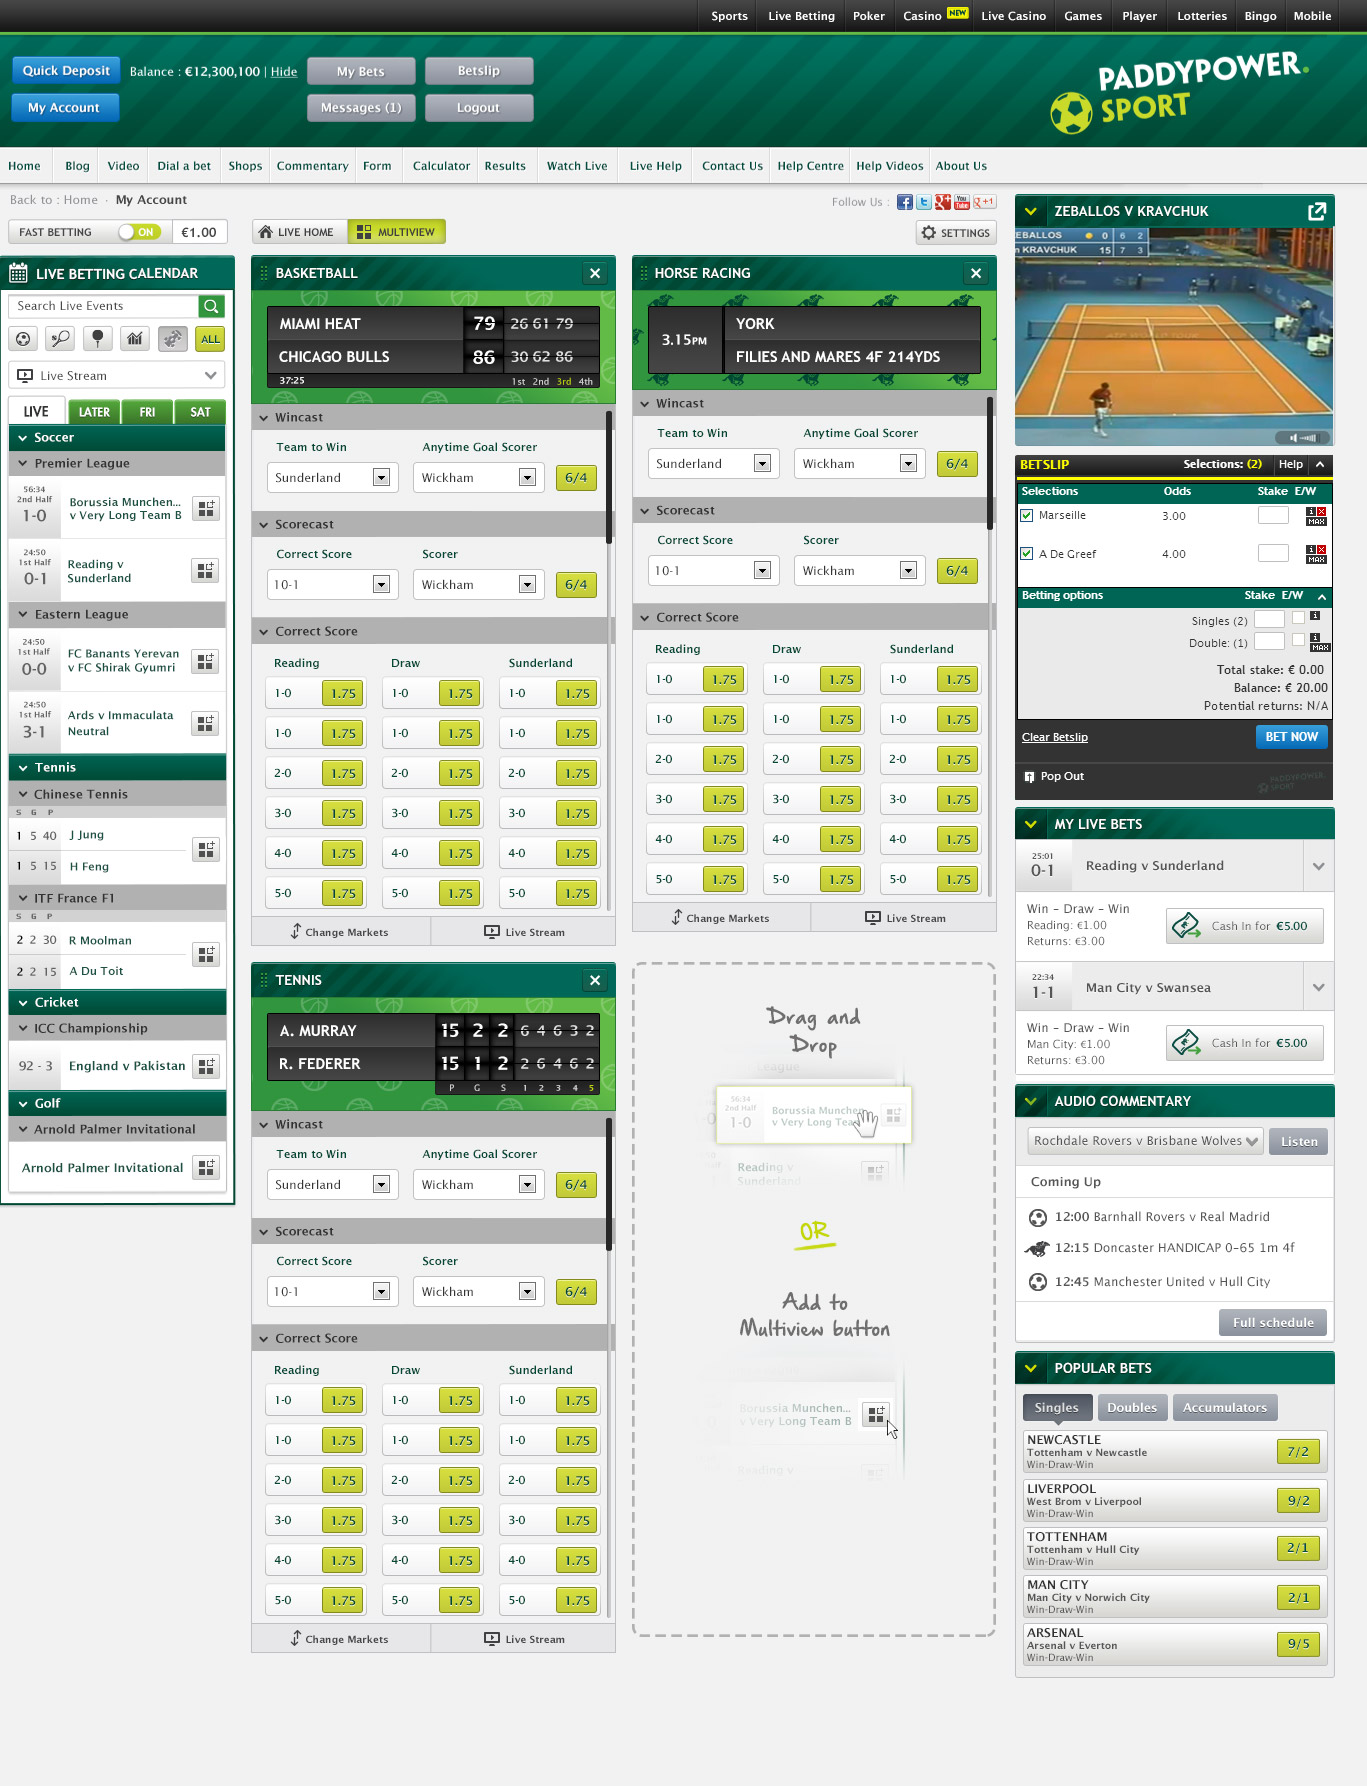 Sports Live Betting Poker Casino NEW Live Casino Games Player Lotteries Bingo Mobile
Quick Deposit Balance : €12,300,100 | Hide My Bets Betslip
My Account Messages (1) Logout
PADDYPOWER.
SPORT
Home Blog Video Dial a bet Shops Commentary Form Calculator Results Watch Live Live Help Contact Us Help Centre Help Videos About Us
Back to : Home · My Account
Follow Us :
+1
FAST BETTING ON €1.00
LIVE HOME MULTIVIEW
SETTINGS
LIVE BETTING CALENDAR
Search Live Events
ALL
Live Stream
LIVE LATER FRI SAT
Soccer
Premier League
56:34
2nd Half
1-0
Borussia Munchen...
v Very Long Team B
24:50
1st Half
0-1
Reading v
Sunderland
Eastern League
24:50
1st Half
0-0
FC Banants Yerevan
v FC Shirak Gyumri
24:50
1st Half
3-1
Ards v Immaculata
Neutral
Tennis
Chinese Tennis
S G P
1 5 40 J Jung
1 5 15 H Feng
ITF France F1
S G P
2 2 30 R Moolman
2 2 15 A Du Toit
Cricket
ICC Championship
92 - 3 England v Pakistan
Golf
Arnold Palmer Invitational
Arnold Palmer Invitational
BASKETBALL
MIAMI HEAT 79 26 61 79
CHICAGO BULLS 86 30 62 86
37:25 1st 2nd 3rd 4th
Wincast
Team to Win Anytime Goal Scorer
Sunderland Wickham 6/4
Scorecast
Correct Score Scorer
10-1 Wickham 6/4
Correct Score
Reading Draw Sunderland
1-0 1.75 1-0 1.75 1-0 1.75
1-0 1.75 1-0 1.75 1-0 1.75
2-0 1.75 2-0 1.75 2-0 1.75
3-0 1.75 3-0 1.75 3-0 1.75
4-0 1.75 4-0 1.75 4-0 1.75
5-0 1.75 5-0 1.75 5-0 1.75
Change Markets Live Stream
HORSE RACING
3.15PM
YORK
FILIES AND MARES 4F 214YDS
Wincast
Team to Win Anytime Goal Scorer
Sunderland Wickham 6/4
Scorecast
Correct Score Scorer
10-1 Wickham 6/4
Correct Score
Reading Draw Sunderland
1-0 1.75 1-0 1.75 1-0 1.75
1-0 1.75 1-0 1.75 1-0 1.75
2-0 1.75 2-0 1.75 2-0 1.75
3-0 1.75 3-0 1.75 3-0 1.75
4-0 1.75 4-0 1.75 4-0 1.75
5-0 1.75 5-0 1.75 5-0 1.75
Change Markets Live Stream
TENNIS
A. MURRAY 15 2 2 6 4 6 3 2
R. FEDERER 15 1 2 2 6 4 6 2
P G S 1 2 3 4 5
Wincast
Team to Win Anytime Goal Scorer
Sunderland Wickham 6/4
Scorecast
Correct Score Scorer
10-1 Wickham 6/4
Correct Score
Reading Draw Sunderland
1-0 1.75 1-0 1.75 1-0 1.75
1-0 1.75 1-0 1.75 1-0 1.75
2-0 1.75 2-0 1.75 2-0 1.75
3-0 1.75 3-0 1.75 3-0 1.75
4-0 1.75 4-0 1.75 4-0 1.75
5-0 1.75 5-0 1.75 5-0 1.75
Change Markets Live Stream
Drag and
Drop
League
56:34
2nd Half
1-0
Borussia Munchen
v Very Long Tea
Reading v
Sunderland
OR
Add to
Multiview button
Borussia Munchen...
v Very Long Team B
Reading v
ZEBALLOS V KRAVCHUK
EBALLOS 0 6 2
KRAVCHUK 15 7 3
BETSLIP Selections: (2) Help
Selections Odds Stake E/W
Marseille 3.00 i X
MAX
A De Greef 4.00 i X
MAX
Betting options Stake E/W
Singles (2) i
Double: (1) i
MAX
Total stake: € 0.00
Balance: € 20.00
Potential returns: N/A
Clear Betslip BET NOW
Pop Out
PADDYPOWER
SPORT
MY LIVE BETS
25:01
0-1
Reading v Sunderland
Win - Draw - Win
Reading: €1.00
Returns: €3.00
Cash In for €5.00
22:34
1-1
Man City v Swansea
Win - Draw - Win
Man City: €1.00
Returns: €3.00
Cash In for €5.00
AUDIO COMMENTARY
Rochdale Rovers v Brisbane Wolves Listen
Coming Up
12:00 Barnhall Rovers v Real Madrid
12:15 Doncaster HANDICAP 0-65 1m 4f
12:45 Manchester United v Hull City
Full schedule
POPULAR BETS
Singles Doubles Accumulators
NEWCASTLE
Tottenham v Newcastle
Win-Draw-Win
7/2
LIVERPOOL
West Brom v Liverpool
Win-Draw-Win
9/2
TOTTENHAM
Tottenham v Hull City
Win-Draw-Win
2/1
MAN CITY
Man City v Norwich City
Win-Draw-Win
2/1
ARSENAL
Arsenal v Everton
Win-Draw-Win
9/5